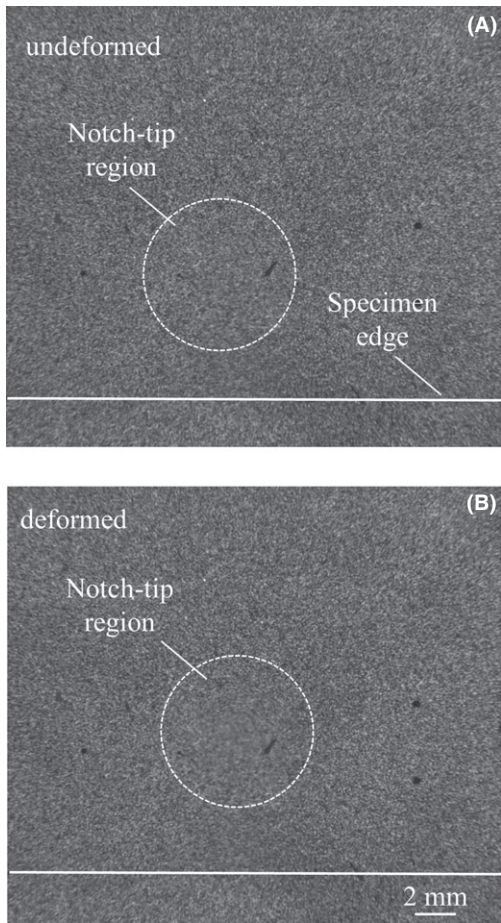 (A)
undeformed
Notch-tip
region
Specimen
edge
(B)
deformed
Notch-tip
region
2 mm